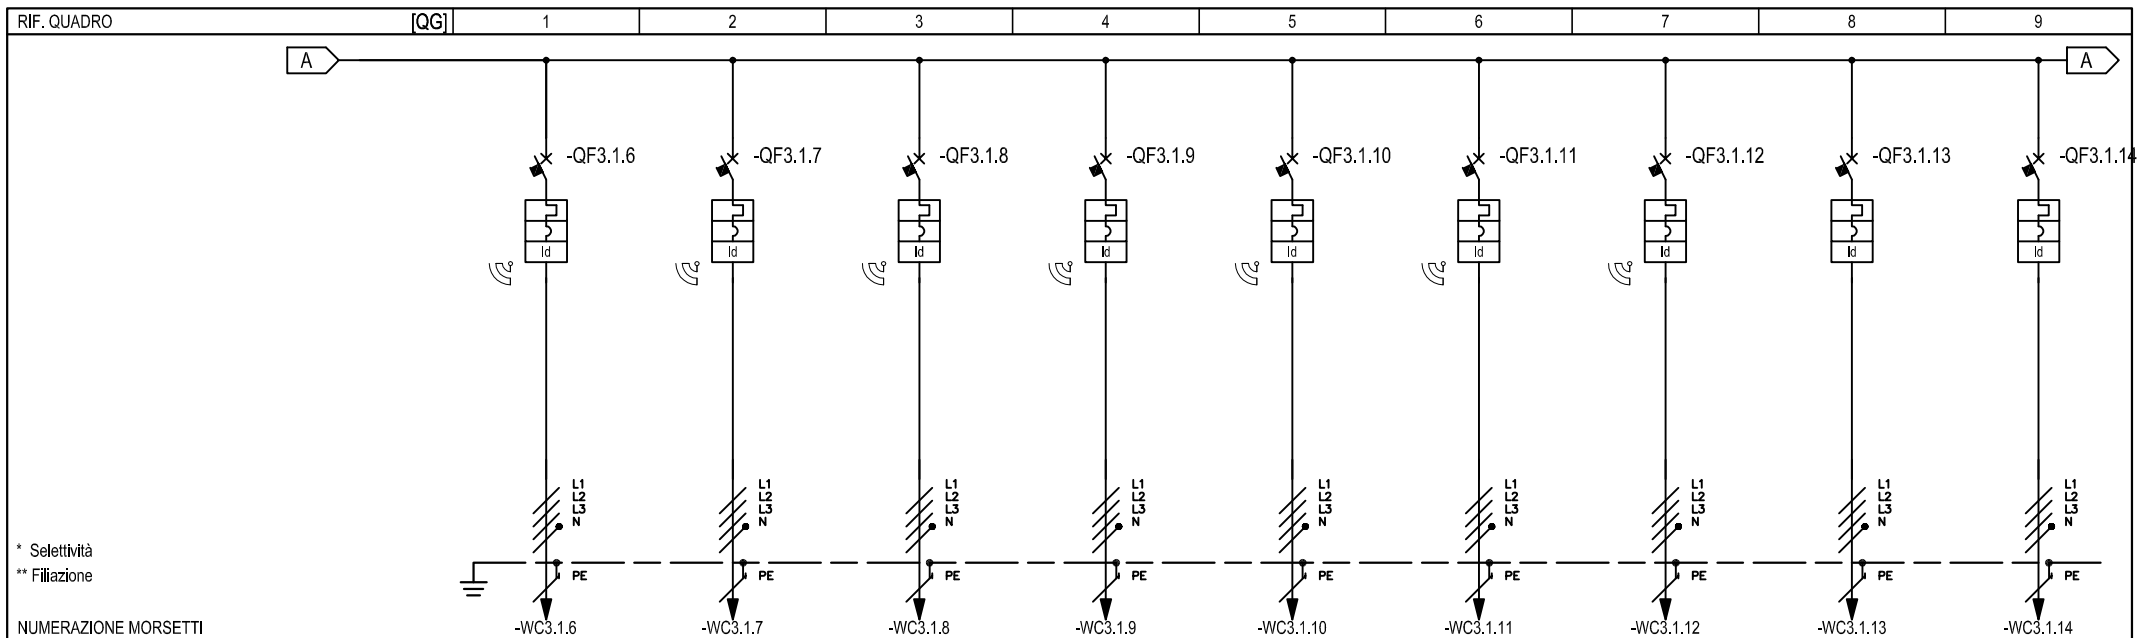 RIF. QUADRO [QG] 1 2 3 4 5 6 7 8 9
A A
-QF3.1.6 -QF3.1.7 -QF3.1.8 -QF3.1.9 -QF3.1.10 -QF3.1.11 -QF3.1.12 -QF3.1.13 -QF3.1.14
Id Id Id Id Id Id Id Id Id
L1 L1 L1 L1 L1 L1 L1 L1 L1
L2 L2 L2 L2 L2 L2 L2 L2 L2
L3 L3 L3 L3 L3 L3 L3 L3 L3
N N N N N N N N N
* Selettività
** Filiazione
PE PE PE PE PE PE PE PE PE
NUMERAZIONE MORSETTI -WC3.1.6 -WC3.1.7 -WC3.1.8 -WC3.1.9 -WC3.1.10 -WC3.1.11 -WC3.1.12 -WC3.1.13 -WC3.1.14